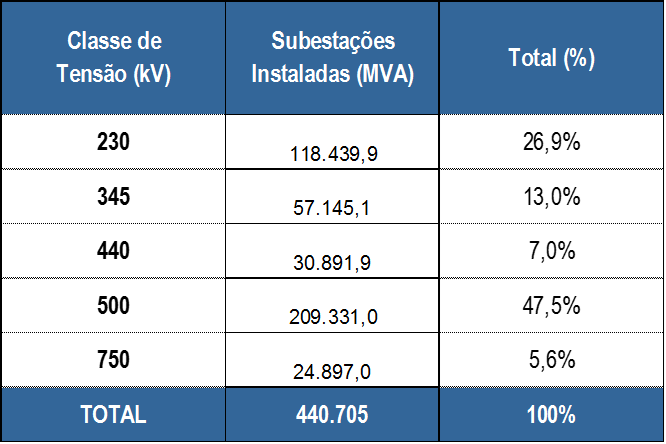 Classe de Tensão (kV) Subestações Instaladas (MVA) Total (%)
230 118.439,9 26,9%
345 57.145,1 13,0%
440 30.891,9 7,0%
500 209.331,0 47,5%
750 24.897,0 5,6%
TOTAL 440.705 100%